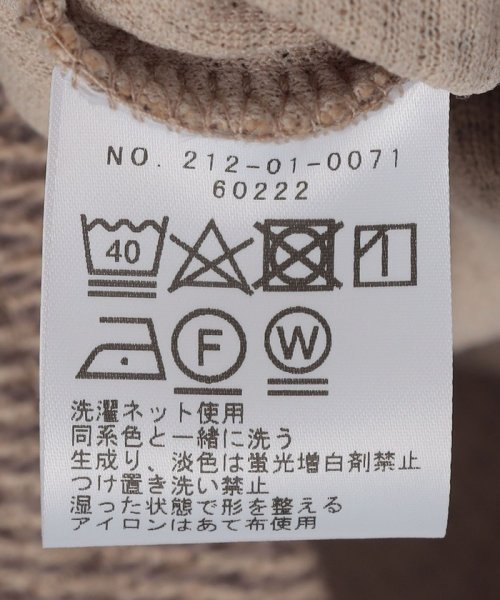 NO. 212-01-0071
60222
40
F W
洗濯ネット使用
同系色と一緒に洗う
生成り、淡色は蛍光増白剤禁止
つけ置き洗い禁止
湿った状態で形を整える
アイロンはあて布使用